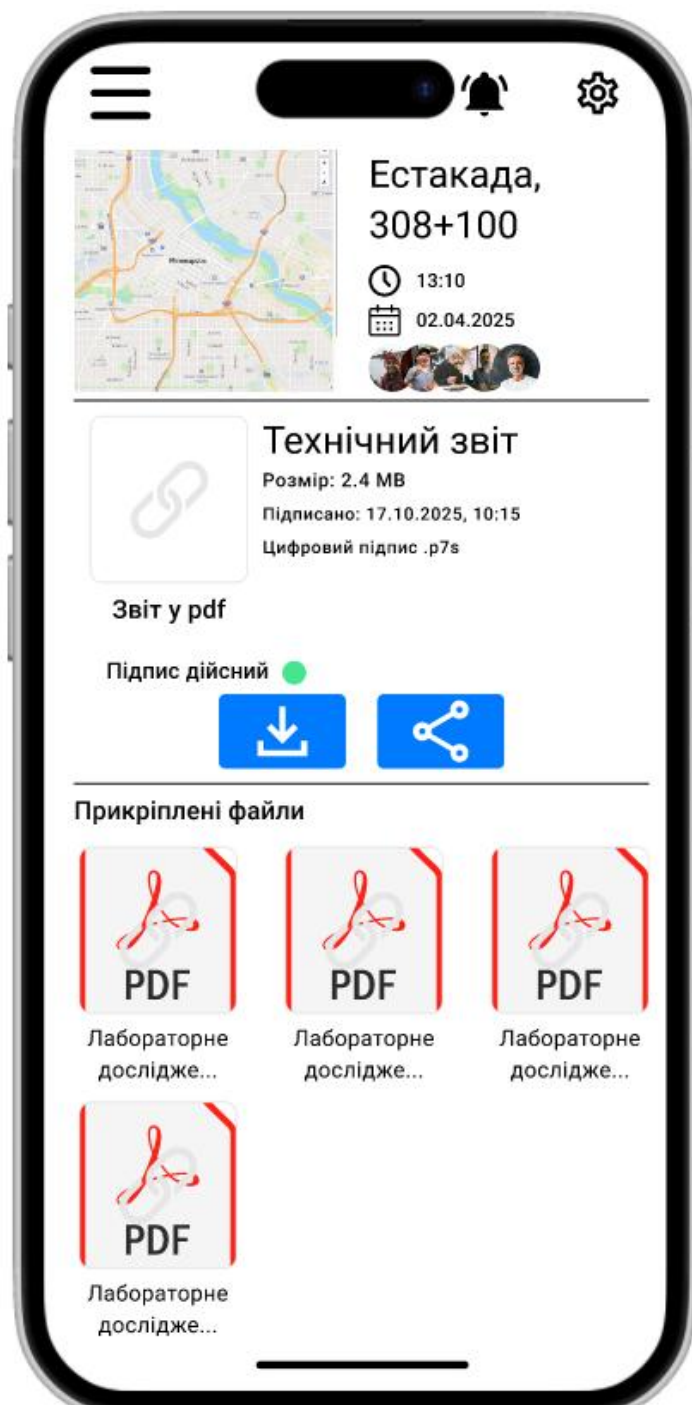 Естакада,
308+100
13:10
02.04.2025
Технічний звіт
Розмір: 2.4 MB
Підписано: 17.10.2025, 10:15
Цифровий підпис .p7s
Звіт у pdf
Підпис дійсний
Прикріплені файли
PDF
PDF
PDF
Лабораторне
дослідже...
Лабораторне
дослідже...
Лабораторне
дослідже...
PDF
Лабораторне
дослідже...